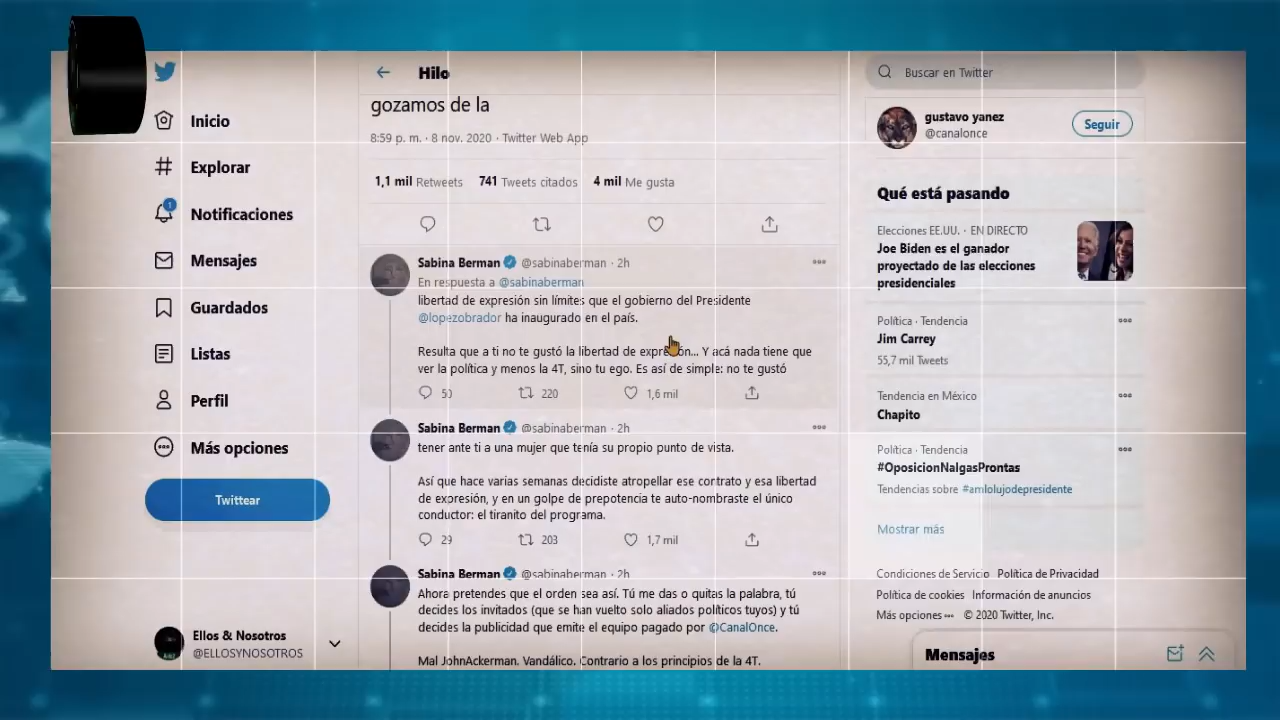 Inicio
Explorar
Notificaciones
1
Mensajes
Guardados
Listas
Perfil
Más opciones
Twittear
Ellos & Nosotros
@ELLOSYNOSOTROS
Hilo
gozamos de la
8:59 p. m. · 8 nov. 2020 · Twitter Web App
1,1 mil Retweets 741 Tweets citados 4 mil Me gusta
Sabina Berman @sabinaberman · 2h
En respuesta a @sabinaberman
libertad de expresión sin límites que el gobierno del Presidente
@lopezobrador ha inaugurado en el país.
Resulta que a ti no te gustó la libertad de expresión... Y acá nada tiene que
ver la política y menos la 4T, sino tu ego. Es así de simple: no te gustó
50 220 1,6 mil
Sabina Berman @sabinaberman · 2h
tener ante ti a una mujer que tenía su propio punto de vista.
Así que hace varias semanas decidiste atropellar ese contrato y esa libertad
de expresión, y en un golpe de prepotencia te auto-nombraste el único
conductor: el tiranito del programa.
29 203 1,7 mil
Sabina Berman @sabinaberman · 2h
Ahora pretendes que el orden sea así. Tú me das o quitas la palabra, tú
decides los invitados (que se han vuelto solo aliados políticos tuyos) y tú
decides la publicidad que emite el equipo pagado por @CanalOnce.
Mal JohnAckerman. Vandálico. Contrario a los principios de la 4T.
Buscar en Twitter
gustavo yanez
@canalonce
Seguir
Qué está pasando
Elecciones EE.UU. · EN DIRECTO
Joe Biden es el ganador
proyectado de las elecciones
presidenciales
Política · Tendencia
Jim Carrey
55,7 mil Tweets
Tendencia en México
Chapito
Política · Tendencia
#OposicionNalgasProntas
Tendencias sobre #amlolujodepresidente
Mostrar más
Condiciones de Servicio Política de Privacidad
Política de cookies Información de anuncios
Más opciones ••• © 2020 Twitter, Inc.
Mensajes